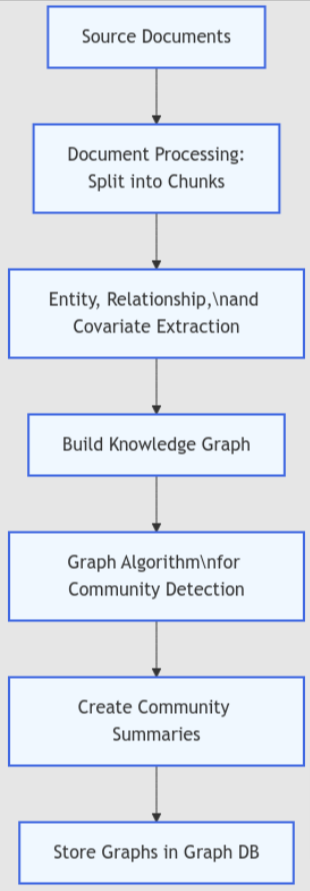 Source Documents
Document Processing:
Split into Chunks
Entity, Relationship,\nand
Covariate Extraction
Build Knowledge Graph
Graph Algorithm\nfor
Community Detection
Create Community
Summaries
Store Graphs in Graph DB